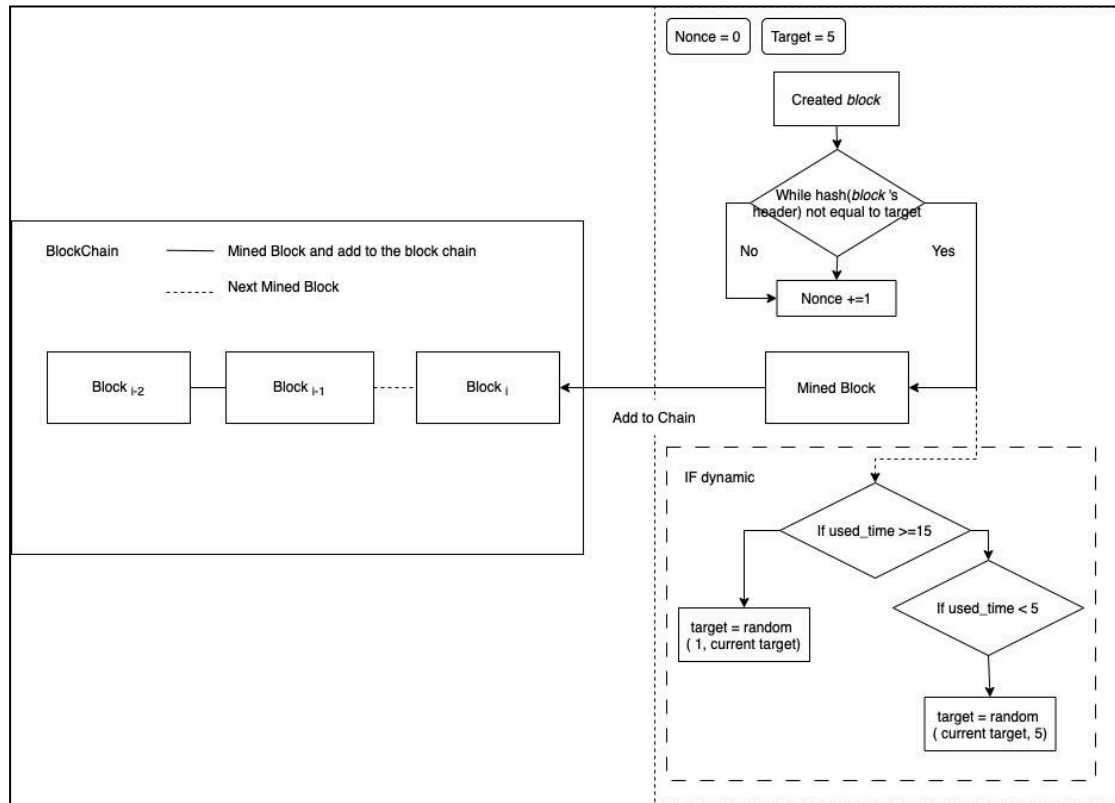 Nonce = 0
Target = 5
Created block
While hash(block's
header) not equal to target
No
Yes
Nonce +=1
BlockChain
Mined Block and add to the block chain
Next Mined Block
Block i-2
Block i-1
Block i
Mined Block
Add to Chain
IF dynamic
If used_time >=15
If used_time < 5
target = random
( 1, current target)
target = random
( current target, 5)